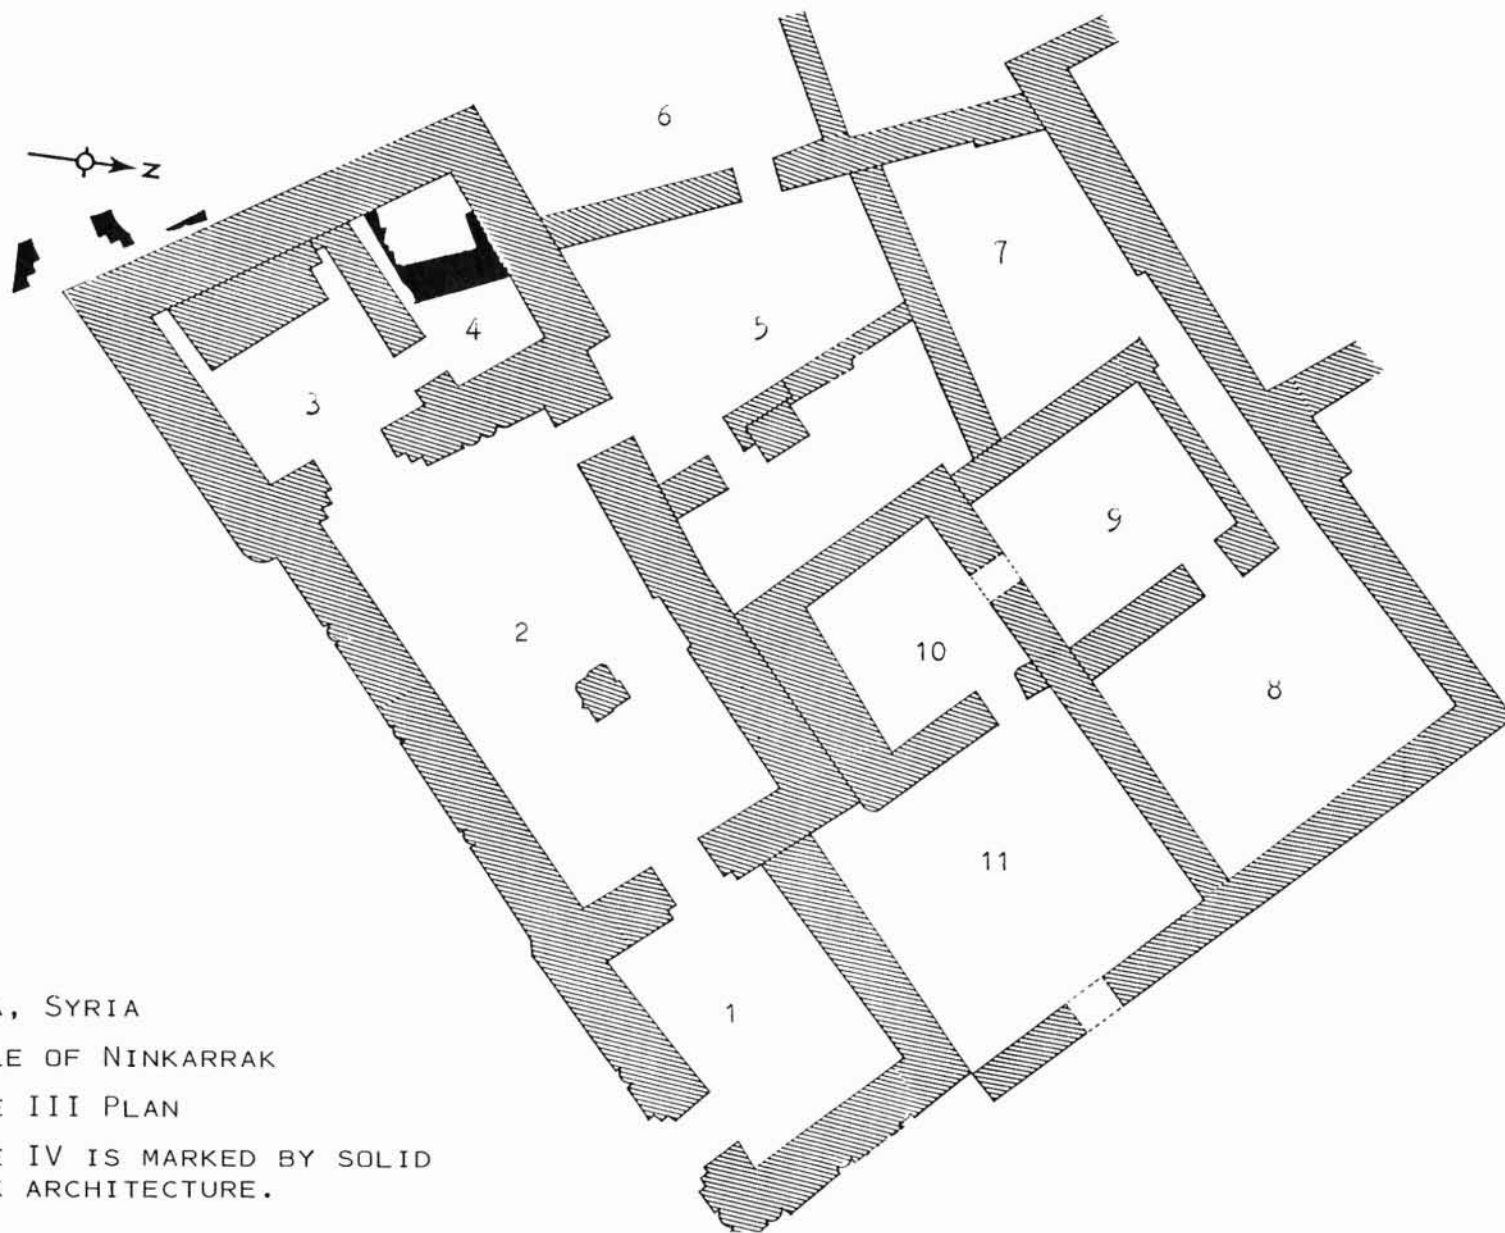 6
N
7
4
5
3
9
2
10
8
11
1
, SYRIA
LE OF NINKARRAK
E III PLAN
E IV IS MARKED BY SOLID
K ARCHITECTURE.